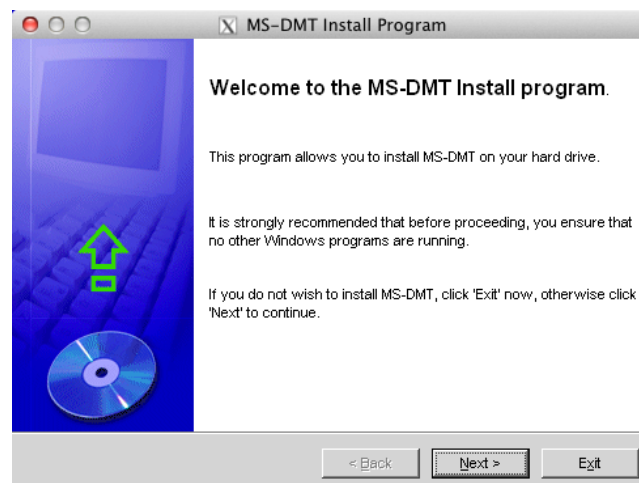 MS-DMT Install Program
Welcome to the MS-DMT Install program.
This program allows you to install MS-DMT on your hard drive.
It is strongly recommended that before proceeding, you ensure that
no other Windows programs are running.
If you do not wish to install MS-DMT, click 'Exit' now, otherwise click
'Next' to continue.
< Back
Next >
Exit